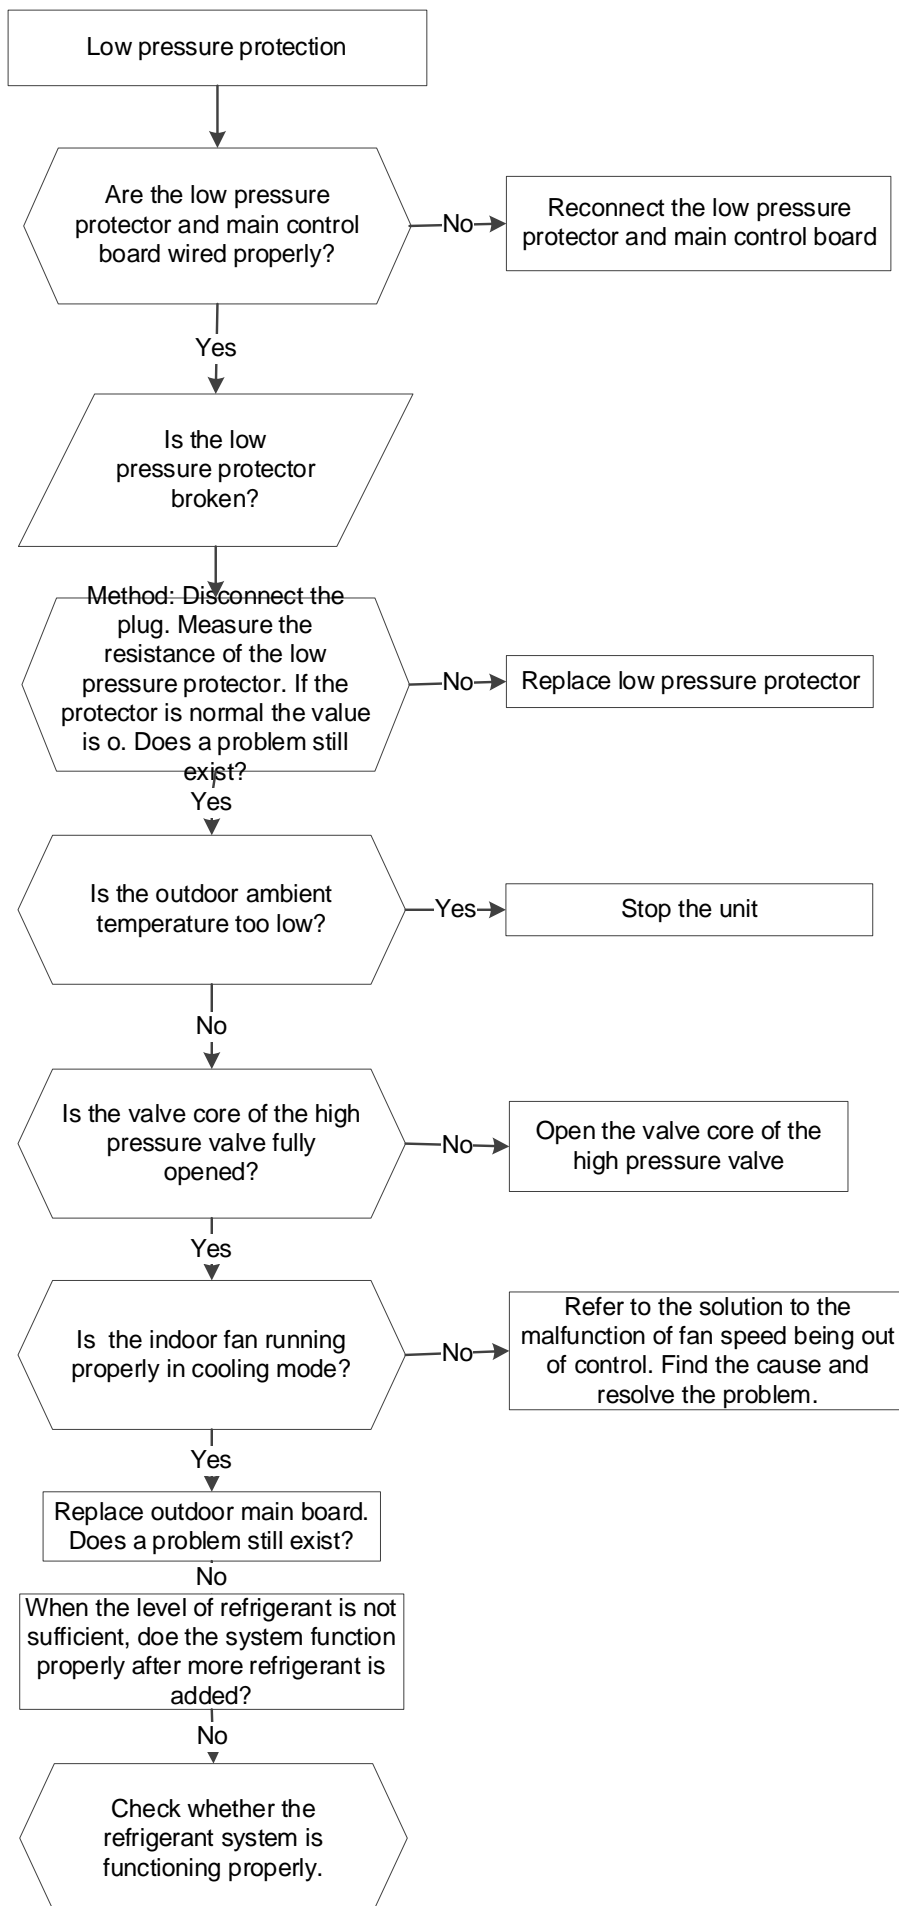 Low pressure protection
Are the low pressure
protector and main control
board wired properly?
No
Reconnect the low pressure
protector and main control board
Yes
Is the low
pressure protector
broken?
Method: Disconnect the
plug. Measure the
resistance of the low
pressure protector. If the
protector is normal the value
is o. Does a problem still
exist?
No
Replace low pressure protector
Yes
Is the outdoor ambient
temperature too low?
Yes
Stop the unit
No
Is the valve core of the high
pressure valve fully
opened?
No
Open the valve core of the
high pressure valve
Yes
Is the indoor fan running
properly in cooling mode?
No
Refer to the solution to the
malfunction of fan speed being out
of control. Find the cause and
resolve the problem.
Yes
Replace outdoor main board.
Does a problem still exist?
No
When the level of refrigerant is not
sufficient, doe the system function
properly after more refrigerant is
added?
No
Check whether the
refrigerant system is
functioning properly.